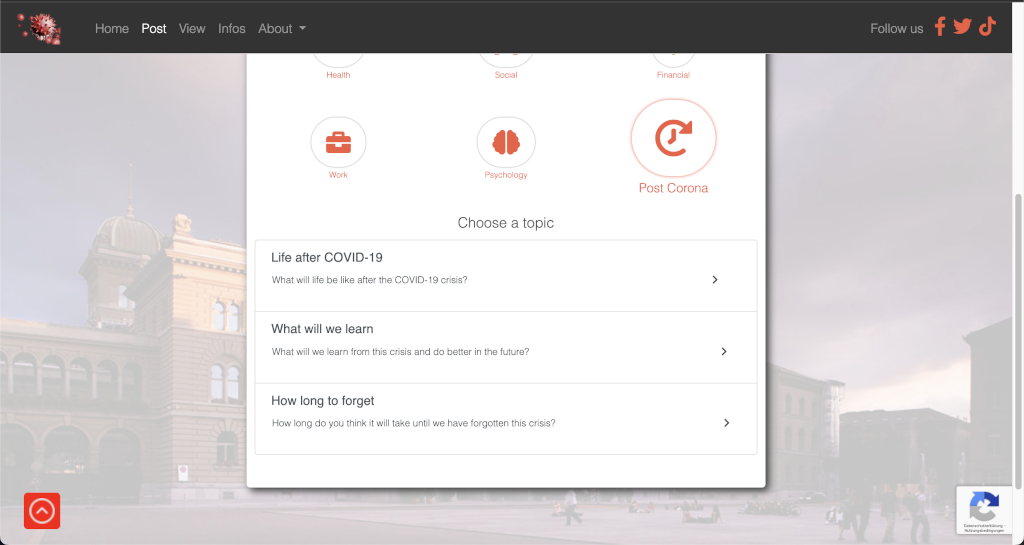 Home Post View Infos About Follow us
Health Social Financial
Work Psychology Post Corona
Choose a topic
Life after COVID-19
What will life be like after the COVID-19 crisis?
What will we learn
What will we learn from this crisis and do better in the future?
How long to forget
How long do you think it will take until we have forgotten this crisis?
Datenschutzerklärung -
Nutzungsbedingungen